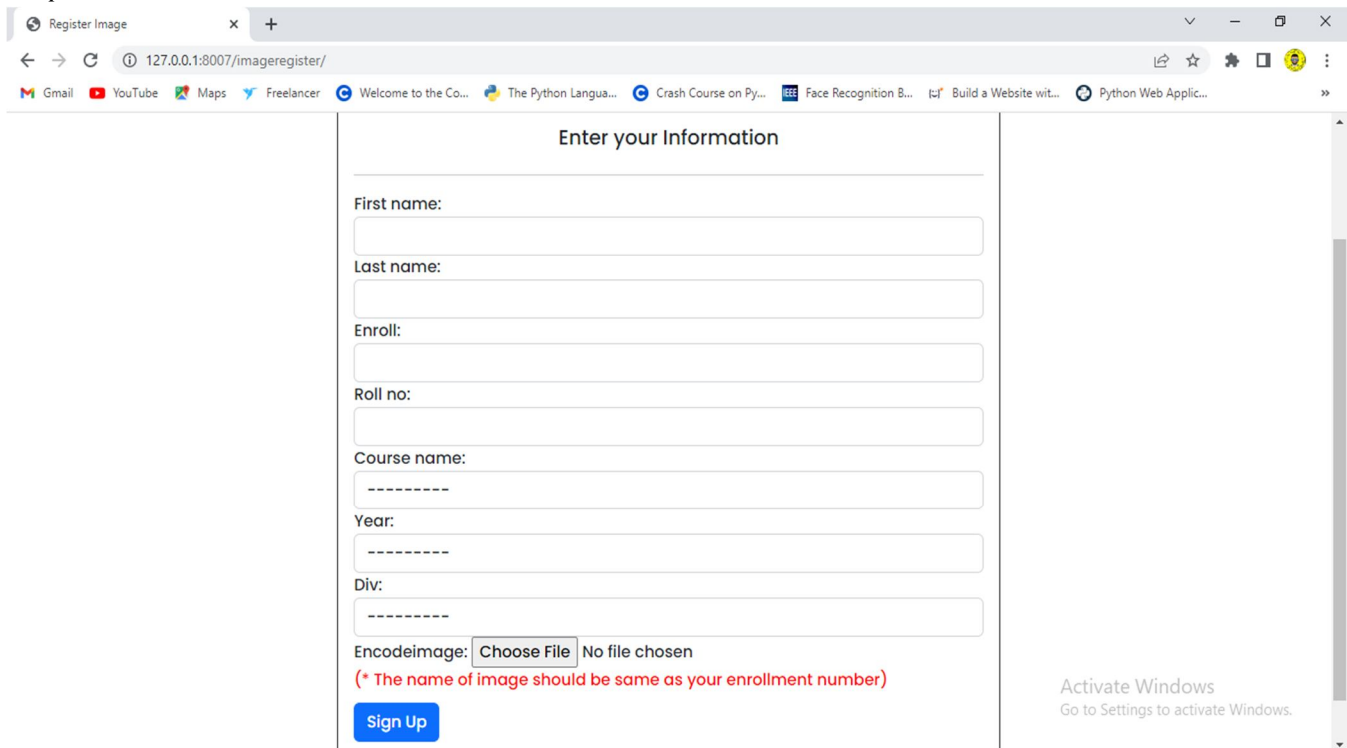 Register Image
127.0.0.1:8007/imageregister/
Gmail YouTube Maps Freelancer Welcome to the Co... The Python Langua... Crash Course on Py... IEEE Face Recognition B... Build a Website wit... Python Web Applic... »
Enter your Information
First name:
Last name:
Enroll:
Roll no:
Course name:
---------
Year:
---------
Div:
---------
Encodeimage: Choose File No file chosen
(* The name of image should be same as your enrollment number)
Sign Up
Activate Windows
Go to Settings to activate Windows.